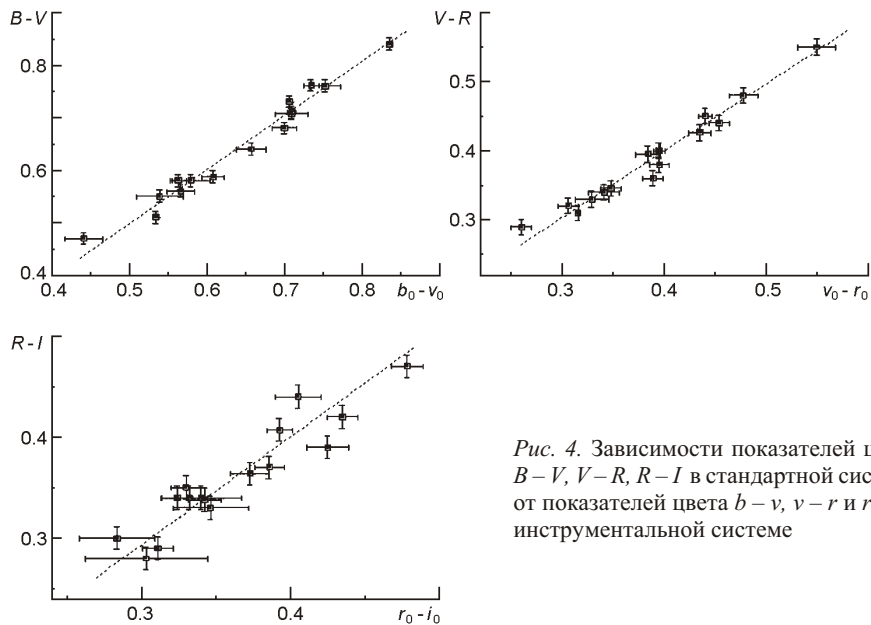 B – V
0.8
0.6
0.4
0.4
0.5
0.6
0.7
0.8
b₀ – v₀
V – R
0.5
0.4
0.3
0.3
0.4
0.5
v₀ – r₀
R – I
0.4
0.3
0.3
0.4
r₀ – i₀
Рис. 4. Зависимости показателей
B – V, V – R, R – I в стандартной
от показателей цвета b – v, v – r и
инструментальной системе